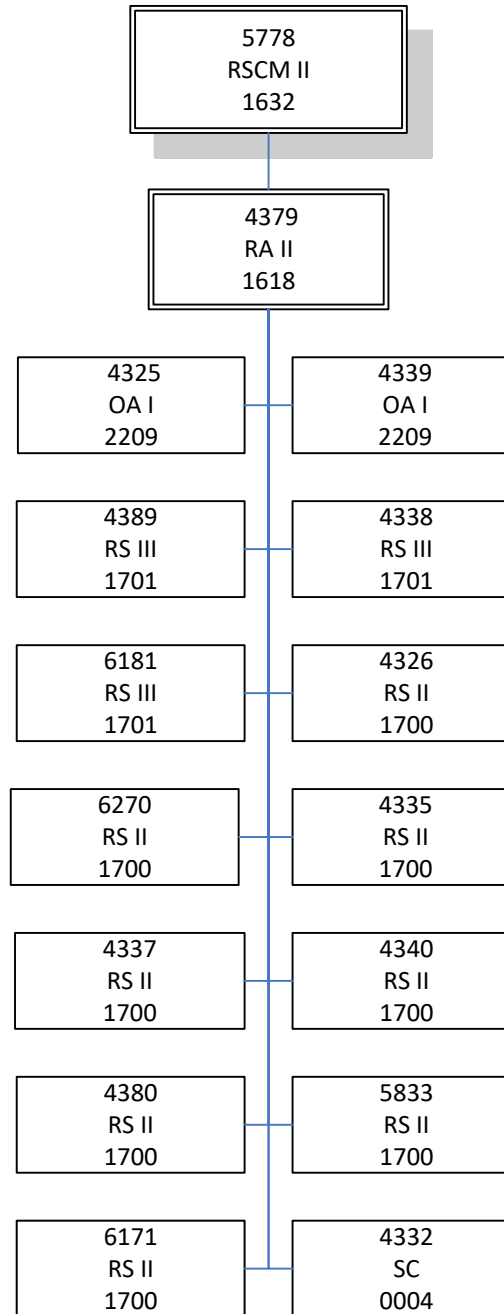 5778
RSCM II
1632
4379
RA II
1618
4325
OA I
2209
4339
OA I
2209
4389
RS III
1701
4338
RS III
1701
6181
RS III
1701
4326
RS II
1700
6270
RS II
1700
4335
RS II
1700
4337
RS II
1700
4340
RS II
1700
4380
RS II
1700
5833
RS II
1700
6171
RS II
1700
4332
SC
0004